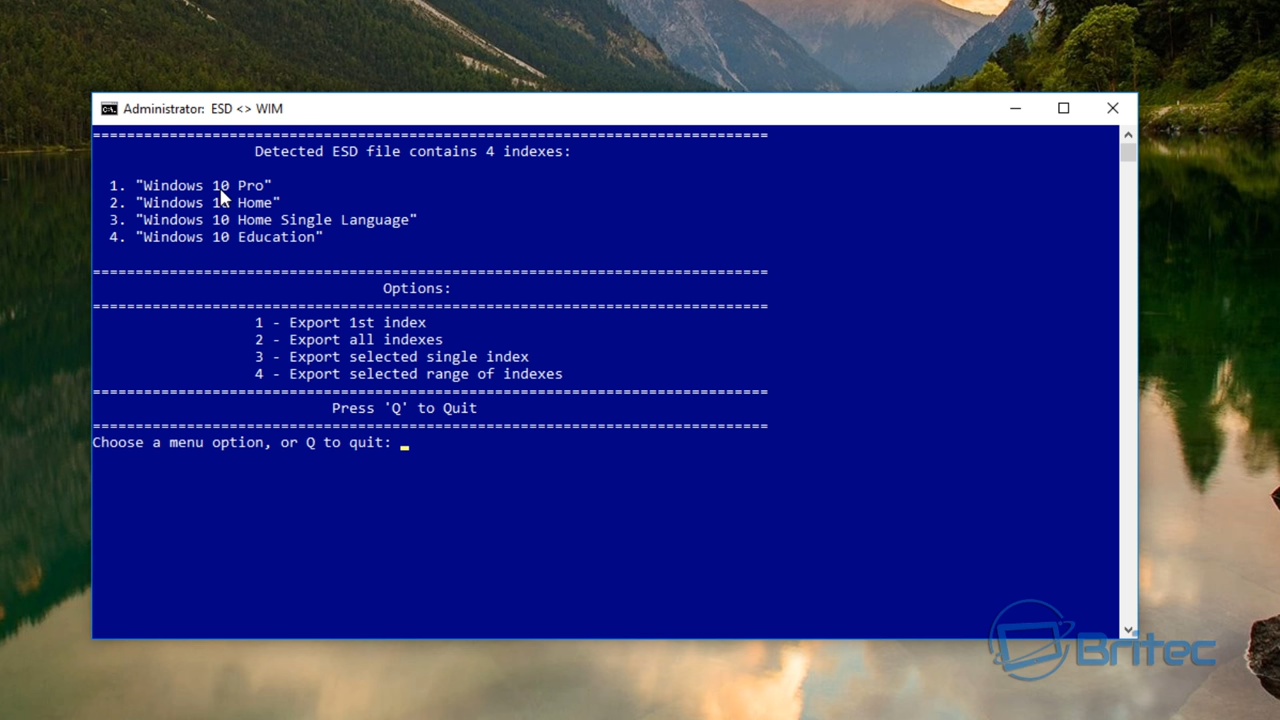 Administrator:  ESD <> WIM
===============================================================================
Detected ESD file contains 4 indexes:
1. "Windows 10 Pro"
2. "Windows 10 Home"
3. "Windows 10 Home Single Language"
4. "Windows 10 Education"
===============================================================================
Options:
===============================================================================
1 - Export 1st index
2 - Export all indexes
3 - Export selected single index
4 - Export selected range of indexes
===============================================================================
Press 'Q' to Quit
===============================================================================
Choose a menu option, or Q to quit: _
Britec